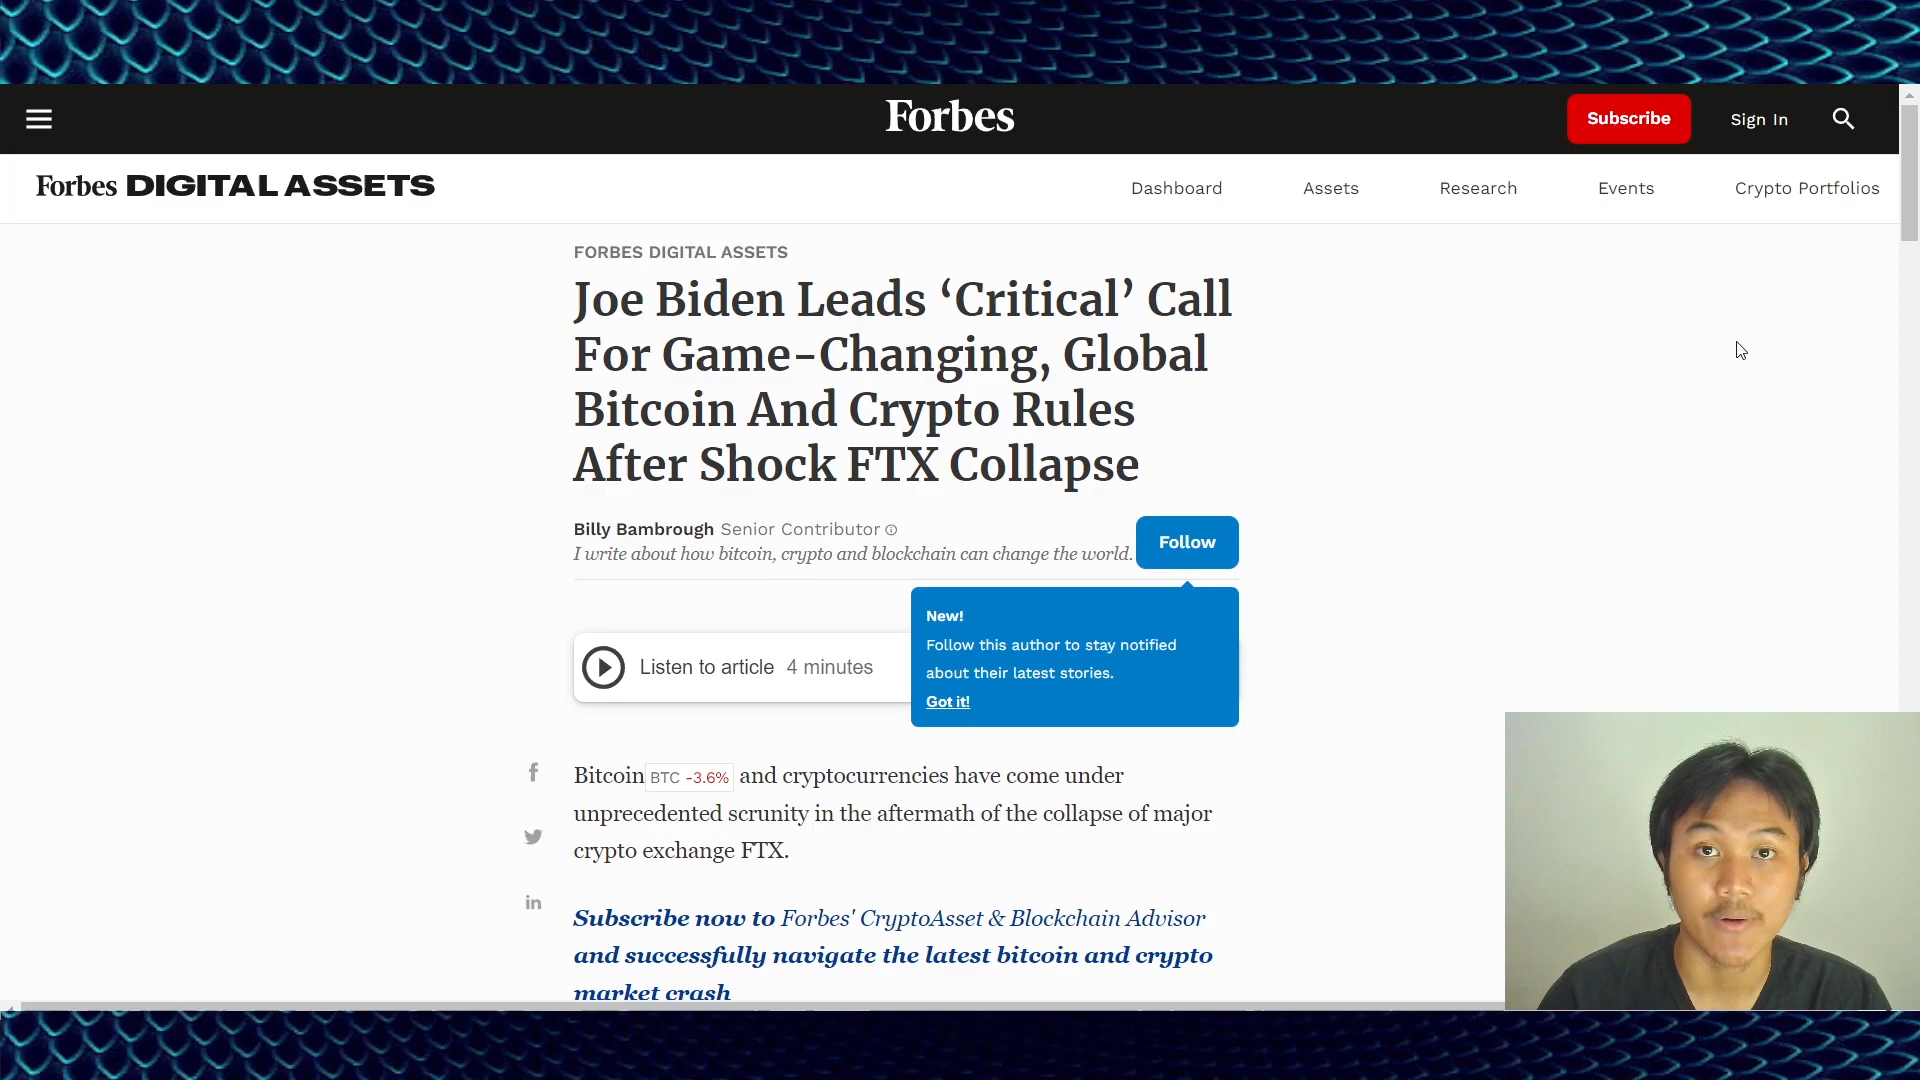 Forbes
Subscribe
Sign In
Forbes DIGITAL ASSETS
Dashboard
Assets
Research
Events
Crypto Portfolios
FORBES DIGITAL ASSETS
Joe Biden Leads ‘Critical’ Call
For Game-Changing, Global
Bitcoin And Crypto Rules
After Shock FTX Collapse
Billy Bambrough Senior Contributor
I write about how bitcoin, crypto and blockchain can change the world.
Follow
New!
Follow this author to stay notified
about their latest stories.
Got it!
Listen to article 4 minutes
Bitcoin BTC -3.6% and cryptocurrencies have come under
unprecedented scrunity in the aftermath of the collapse of major
crypto exchange FTX.
Subscribe now to Forbes' CryptoAsset & Blockchain Advisor
and successfully navigate the latest bitcoin and crypto
market crash